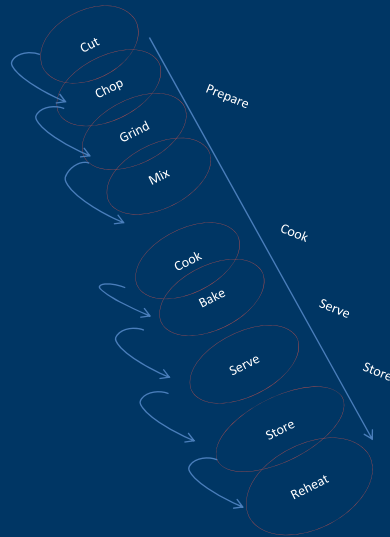 Cut
Chop
Grind
Mix
Cook
Bake
Serve
Store
Reheat
Prepare
Cook
Serve
Store